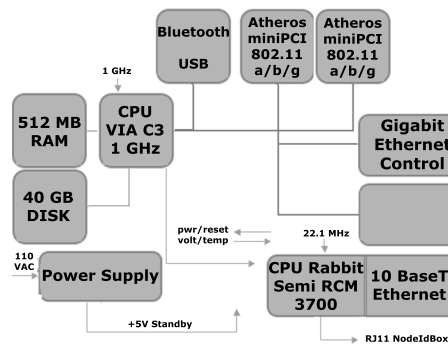 Bluetooth
USB
Atheros
miniPCI
802.11
a/b/g
Atheros
miniPCI
802.11
a/b/g
1 GHz
512 MB
RAM
CPU
VIA C3
1 GHz
Gigabit
Ethernet
Control
40 GB
DISK
pwr/reset
volt/temp
22.1 MHz
110
VAC
Power Supply
CPU Rabbit
Semi RCM
3700
10 BaseT
Ethernet
+5V Standby
RJ11 NodeIdBox